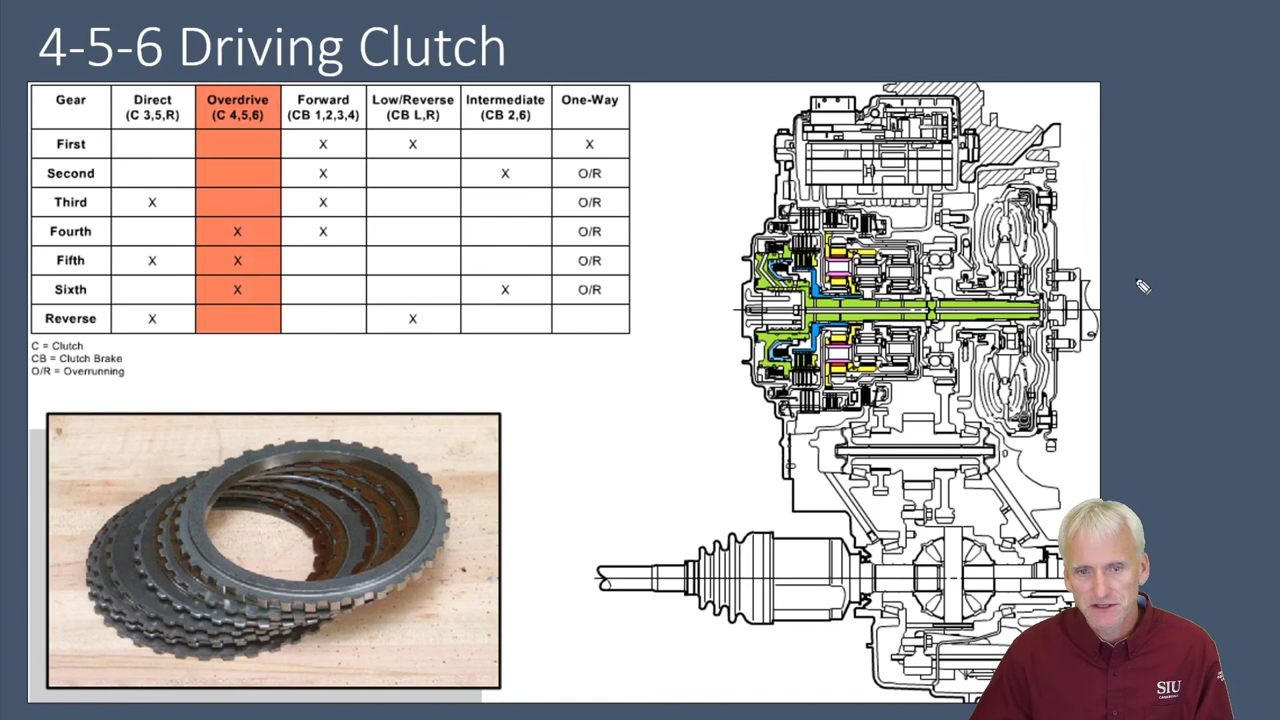 4-5-6 Driving Clutch
Gear Direct (C 3,5,R) Overdrive (C 4,5,6) Forward (CB 1,2,3,4) Low/Reverse (CB L,R) Intermediate (CB 2,6) One-Way
First X X X
Second X X O/R
Third X X O/R
Fourth X X O/R
Fifth X X O/R
Sixth X X O/R
Reverse X X
C = Clutch
CB = Clutch Brake
O/R = Overrunning
SIU